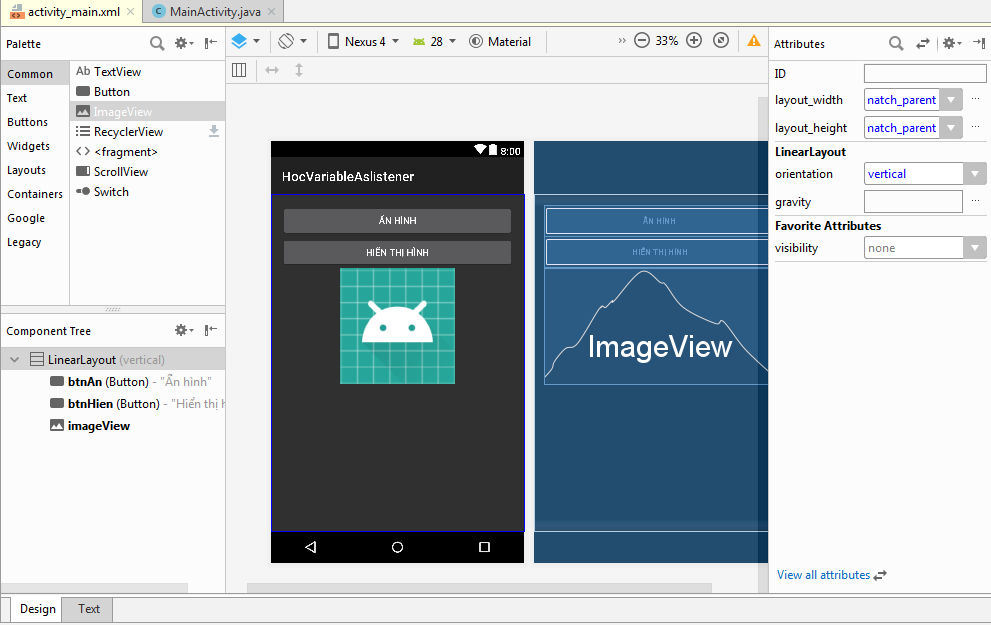 activity_main.xml
MainActivity.java
Palette
Common
Text
Buttons
Widgets
Layouts
Containers
Google
Legacy
Ab TextView
Button
ImageView
RecyclerView
<> <fragment>
ScrollView
Switch
Component Tree
LinearLayout (vertical)
btnAn (Button) - "Ẩn hình"
btnHien (Button) - "Hiển thị h
imageView
Nexus 4
28
Material
>> 33%
8:00
HocVariableAslistener
ẨN HÌNH
HIỂN THỊ HÌNH
ẨN HÌNH
HIỂN THỊ HÌNH
ImageView
Attributes
ID
layout_width natch_parent ...
layout_height natch_parent ...
LinearLayout
orientation vertical
gravity ...
Favorite Attributes
visibility none
View all attributes
Design
Text